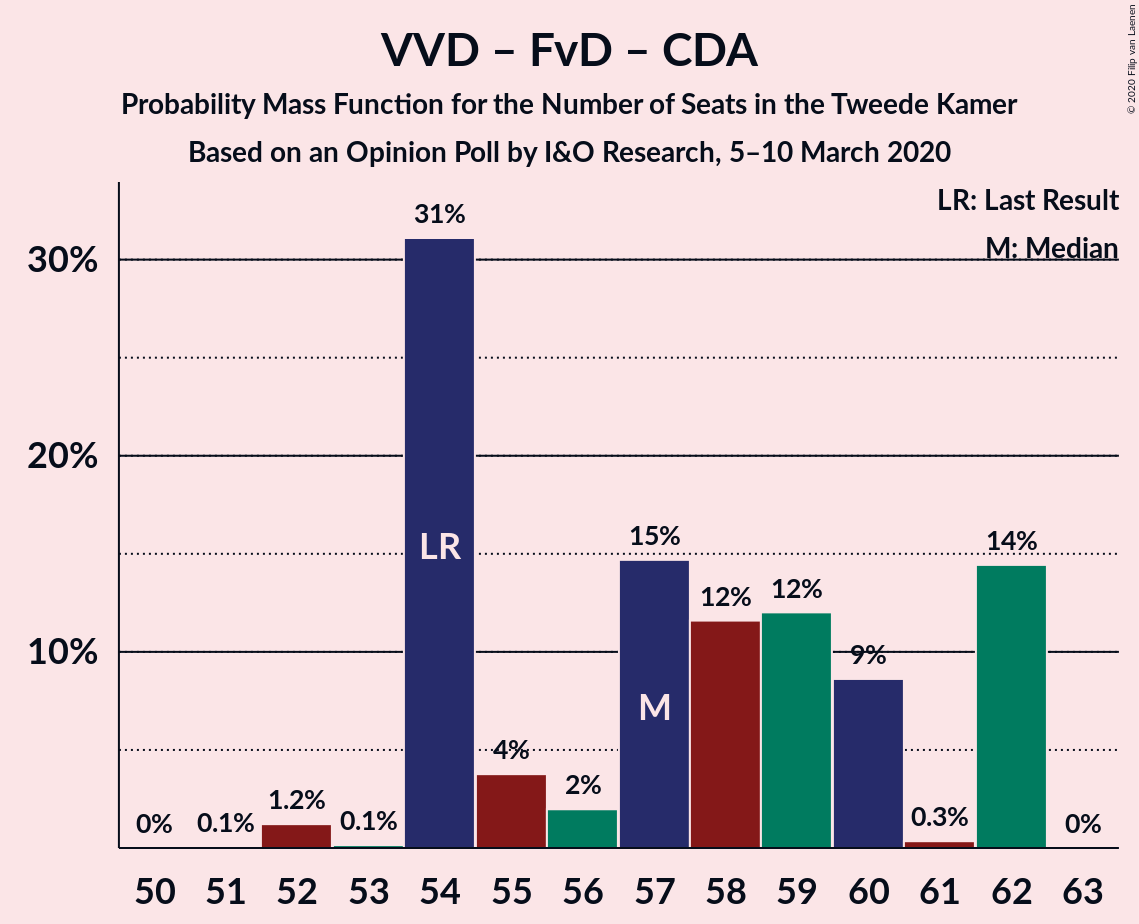 VVD – FvD – CDA
Probability Mass Function for the Number of Seats in the Tweede Kamer
Based on an Opinion Poll by I&O Research, 5–10 March 2020
© 2020 Filip van Laenen
LR: Last Result
M: Median
30%
20%
10%
0%
0.1%
1.2%
0.1%
31%
4%
2%
15%
12%
12%
9%
0.3%
14%
0%
LR
M
50 51 52 53 54 55 56 57 58 59 60 61 62 63